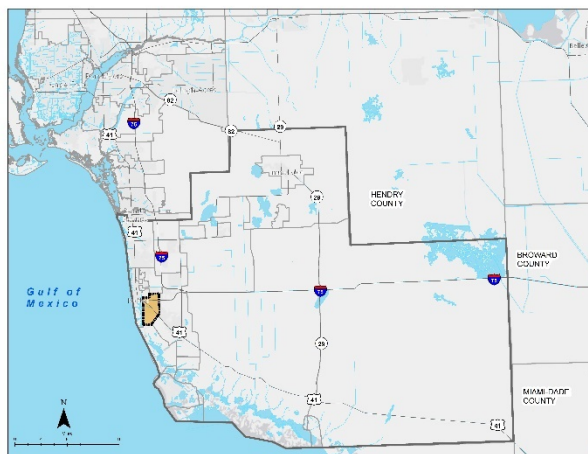 82
75
41
82
29
Immokalee
29
HENDRY
COUNTY
41
75
BROWARD
COUNTY
75
75
Gulf of
Mexico
41
29
41
MIAMI-DADE
COUNTY
41
N